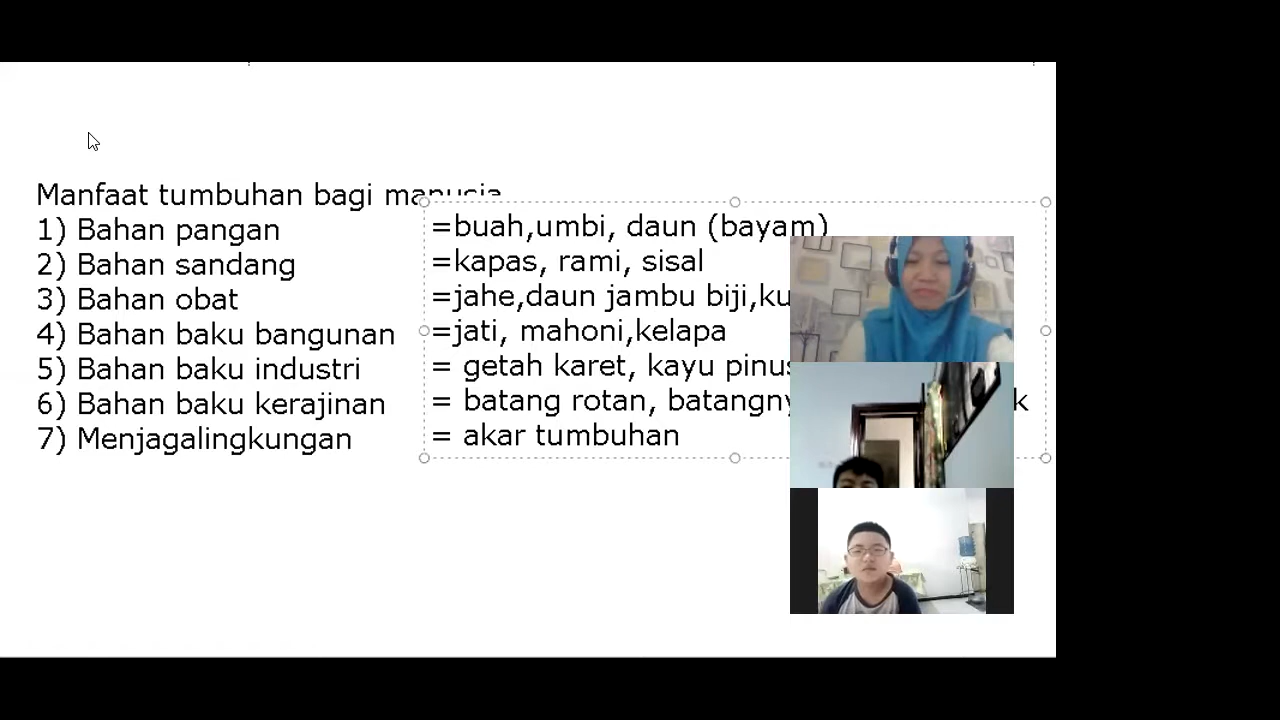 Manfaat tumbuhan bagi manusia
1) Bahan pangan =buah,umbi, daun (bayam)
2) Bahan sandang =kapas, rami, sisal
3) Bahan obat =jahe,daun jambu biji,
4) Bahan baku bangunan =jati, mahoni,kelapa
5) Bahan baku industri = getah karet, kayu pinus
6) Bahan baku kerajinan = batang rotan,
7) Menjagalingkungan = akar tumbuhan